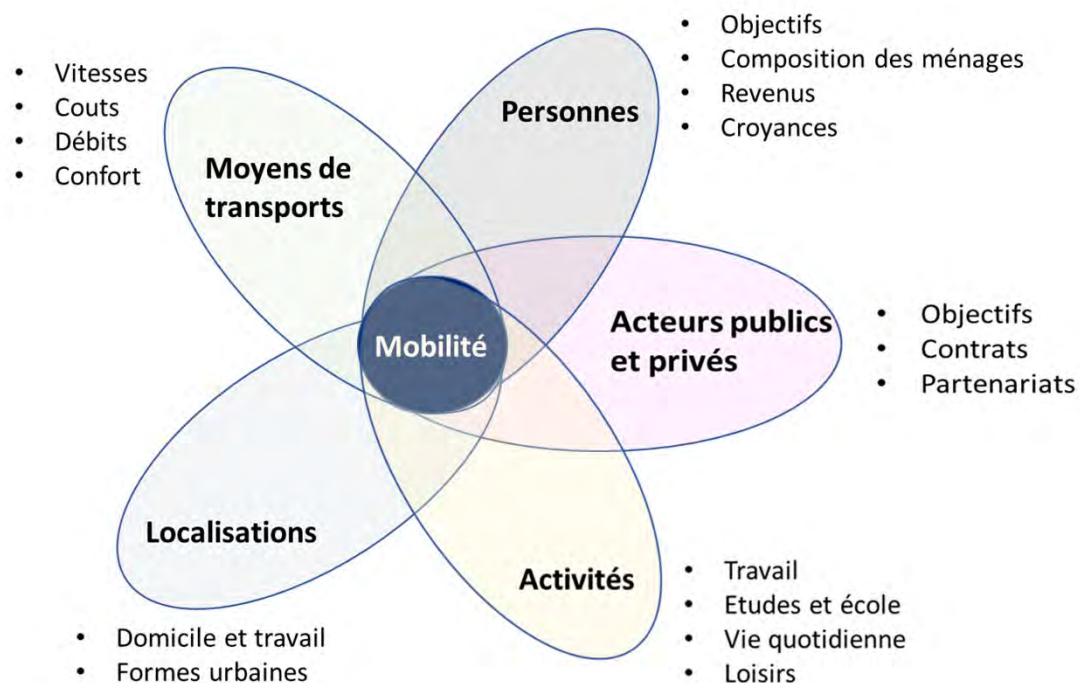 • Objectifs
• Composition des ménages
• Revenus
• Croyances
Personnes
• Vitesses
• Couts
• Débits
• Confort
Moyens de
transports
Mobilité
Acteurs publics
et privés
• Objectifs
• Contrats
• Partenariats
Localisations
• Domicile et travail
• Formes urbaines
Activités
• Travail
• Etudes et école
• Vie quotidienne
• Loisirs